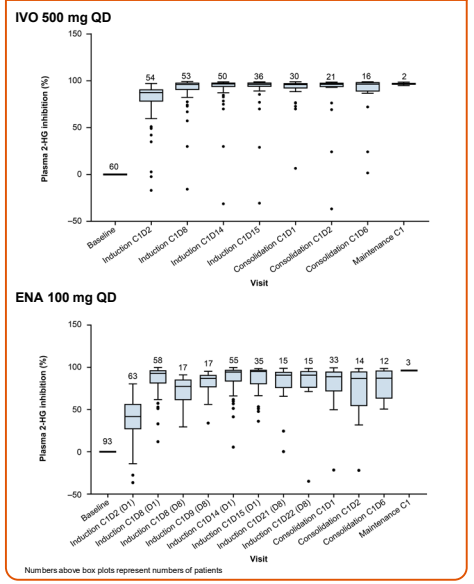 IVO 500 mg QD
150
100
50
0
−50
Plasma 2-HG inhibition (%)
60
54
53
50
36
30
21
16
2
Baseline
Induction C1D2
Induction C1D8
Induction C1D14
Induction C1D15
Consolidation C1D1
Consolidation C1D2
Consolidation C1D6
Maintenance C1
Visit
ENA 100 mg QD
150
100
50
0
−50
Plasma 2-HG inhibition (%)
93
63
58
17
17
55
35
15
15
33
14
12
3
Baseline
Induction C1D2 (D1)
Induction C1D8 (D1)
Induction C1D8 (D8)
Induction C1D9 (D8)
Induction C1D14 (D1)
Induction C1D15 (D1)
Induction C1D21 (D8)
Induction C1D22 (D8)
Consolidation C1D1
Consolidation C1D2
Consolidation C1D6
Maintenance C1
Visit
Numbers above box plots represent numbers of patients